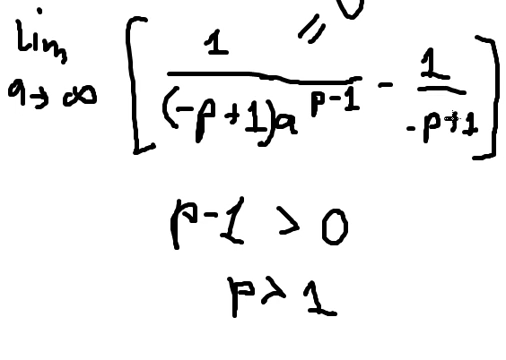 lim a→∞ [ 1/((-p+1)a^(p-1)) - 1/(-p+1) ] = 0
p-1 > 0
p > 1